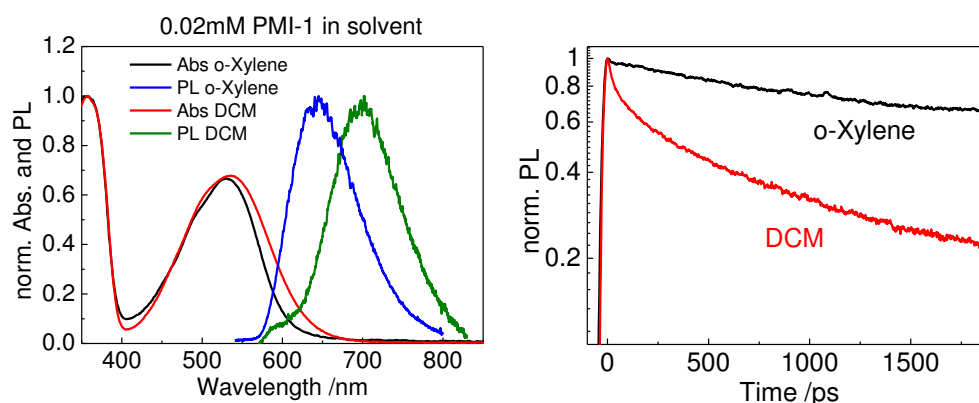 0.02mM PMI-1 in solvent
norm. Abs. and PL
1.2
1.0
0.8
0.6
0.4
0.2
0.0
Abs o-Xylene
PL o-Xylene
Abs DCM
PL DCM
400 500 600 700 800
Wavelength /nm
norm. PL
1
0.8
0.6
0.4
0.2
o-Xylene
DCM
0 500 1000 1500
Time /ps